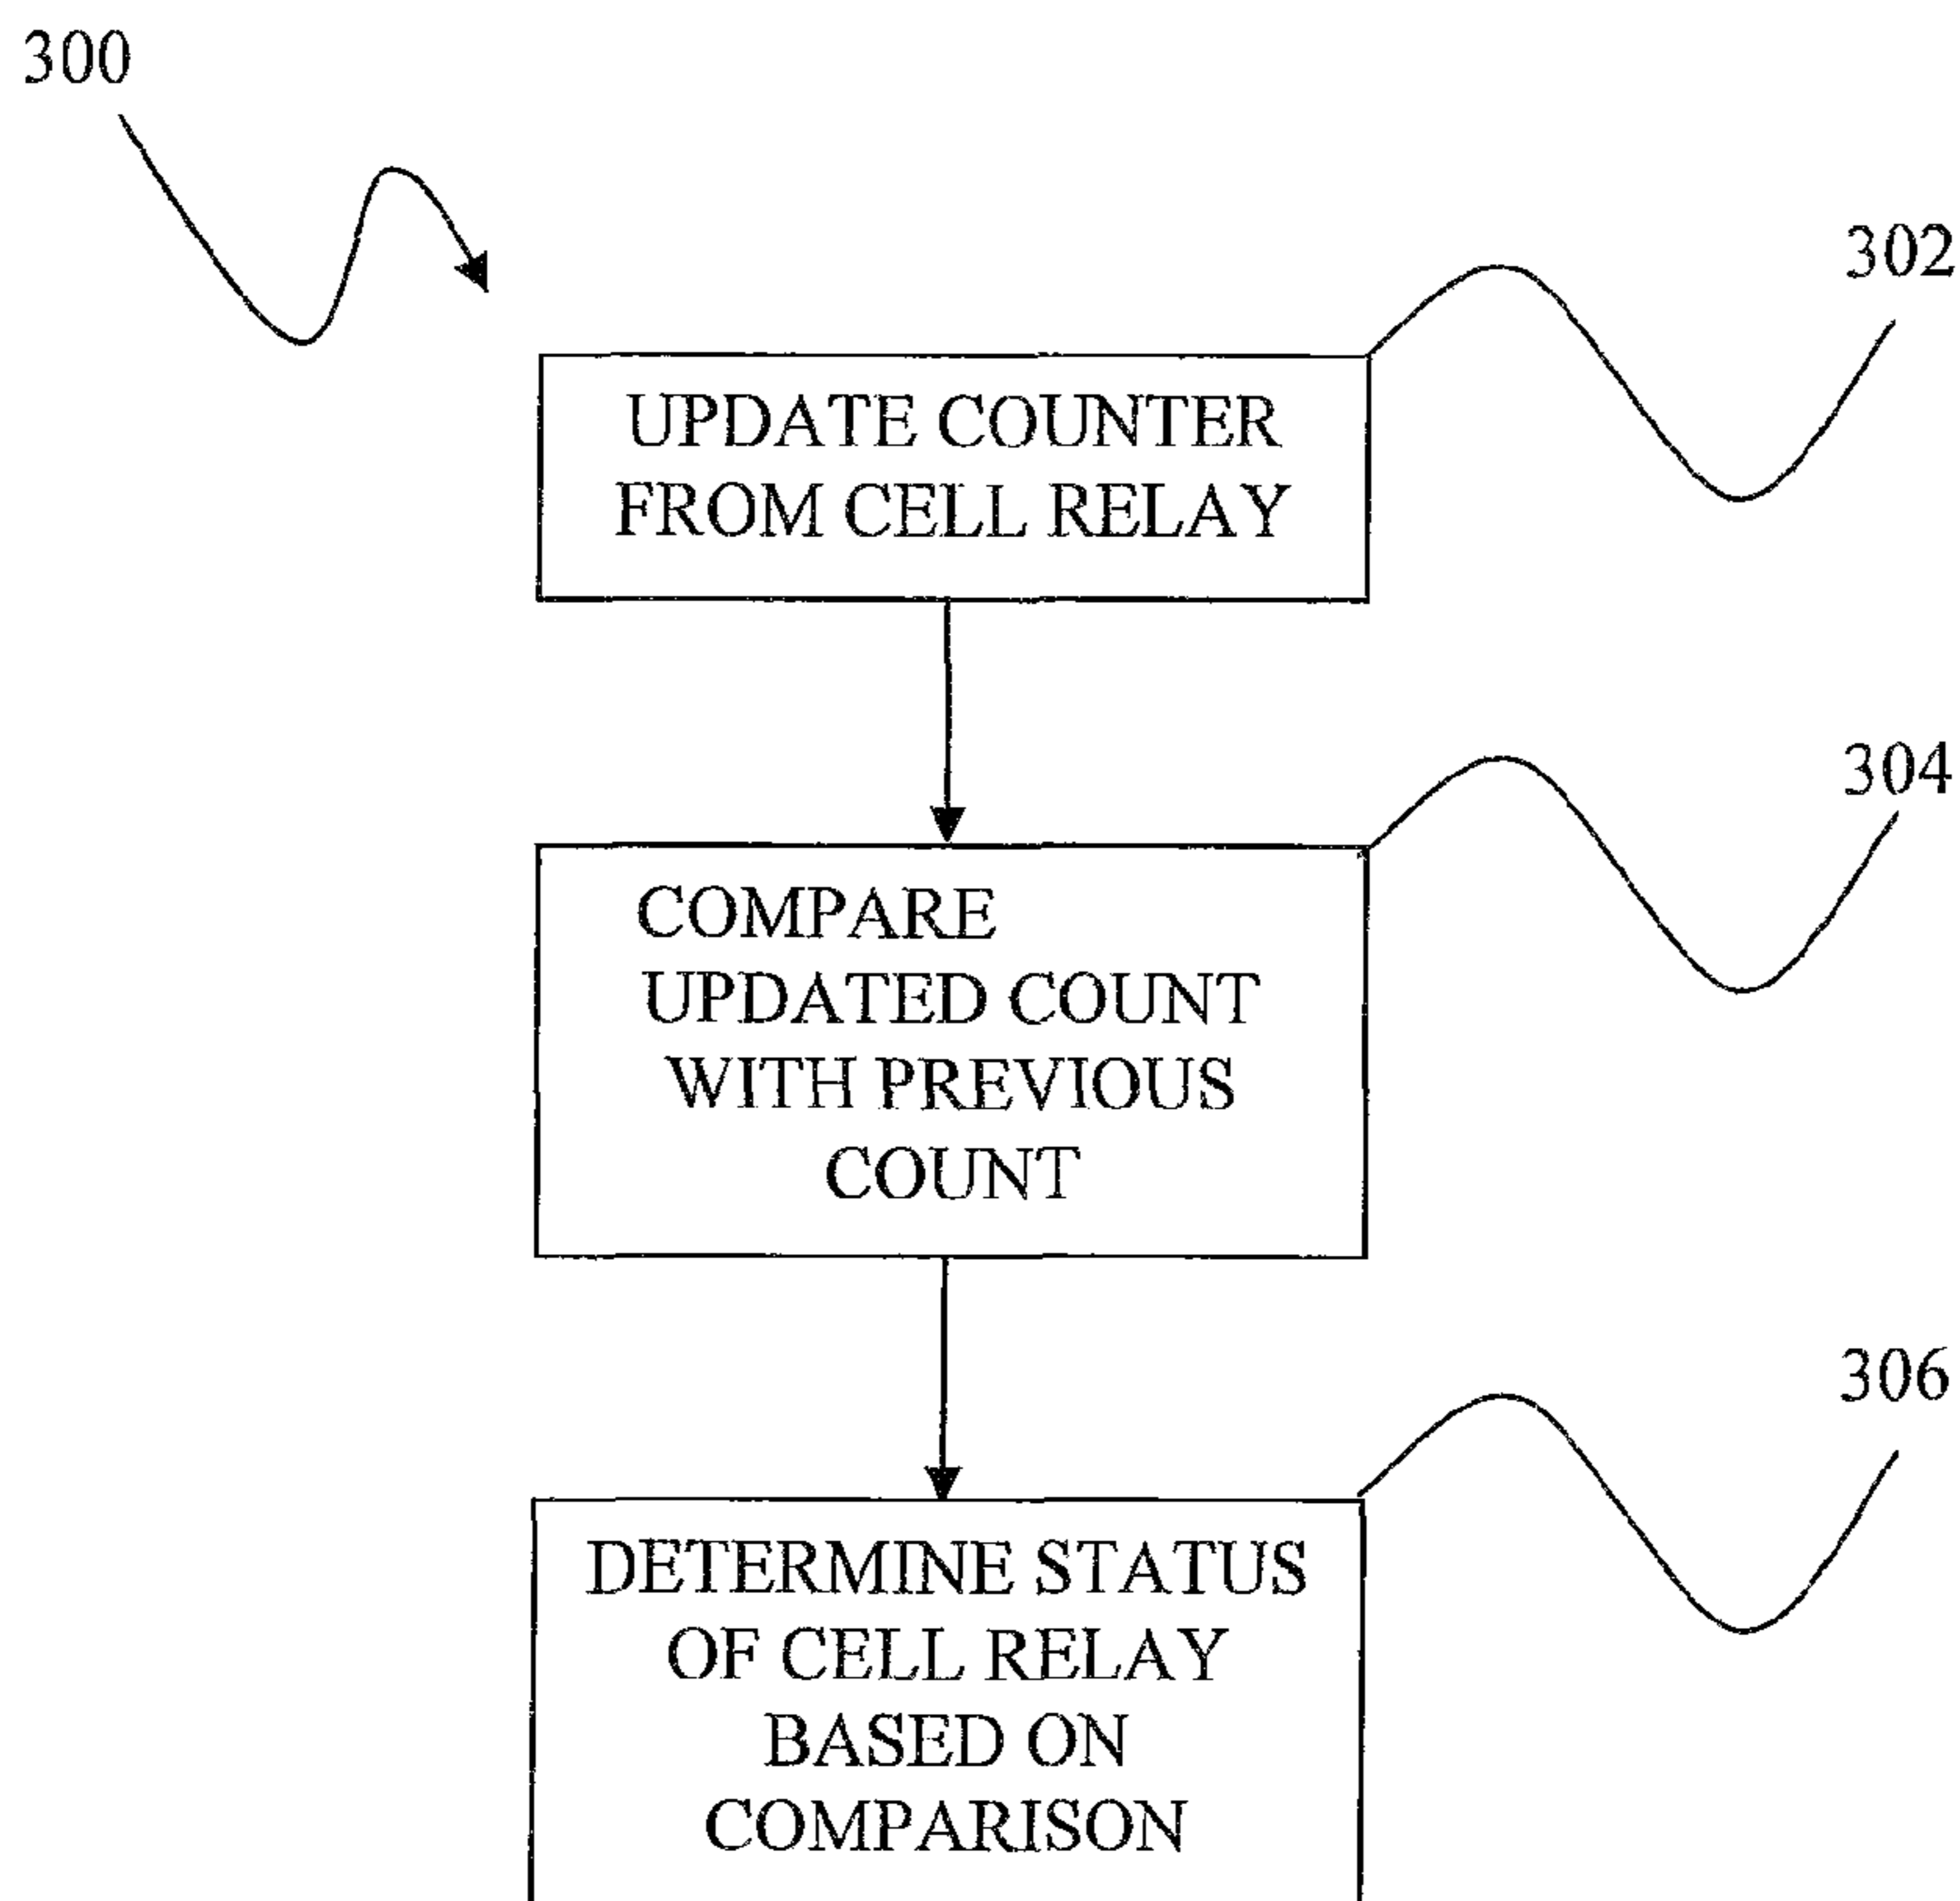 300
302
UPDATE COUNTER
FROM CELL RELAY
304
COMPARE
UPDATED COUNT
WITH PREVIOUS
COUNT
306
DETERMINE STATUS
OF CELL RELAY
BASED ON
COMPARISON